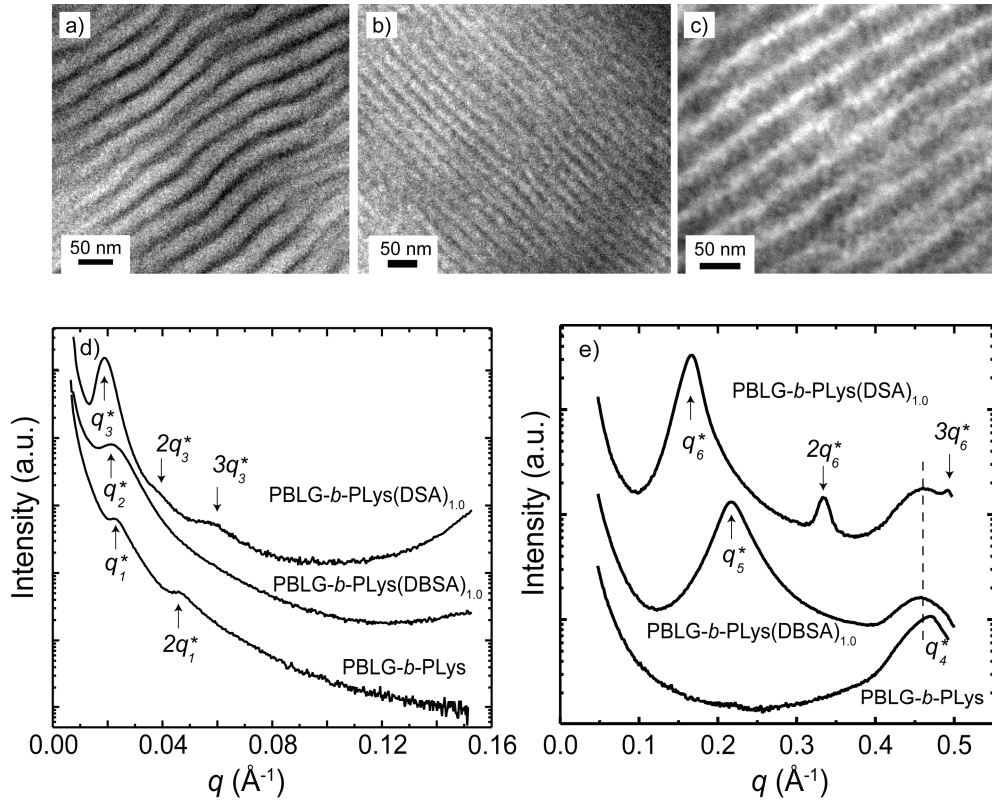 a)
50 nm
b)
50 nm
c)
50 nm
d)
q*3
2q*3
3q*3
PBLG-b-PLys(DSA)1.0
q*2
q*1
PBLG-b-PLys(DBSA)1.0
2q*1
PBLG-b-PLys
Intensity (a.u.)
0.00 0.04 0.08 0.12 0.16
q (Å-1)
e)
PBLG-b-PLys(DSA)1.0
q*6
2q*6
3q*6
q*5
PBLG-b-PLys(DBSA)1.0
q*4
PBLG-b-PLys
Intensity (a.u.)
0.0 0.1 0.2 0.3 0.4 0.5
q (Å-1)